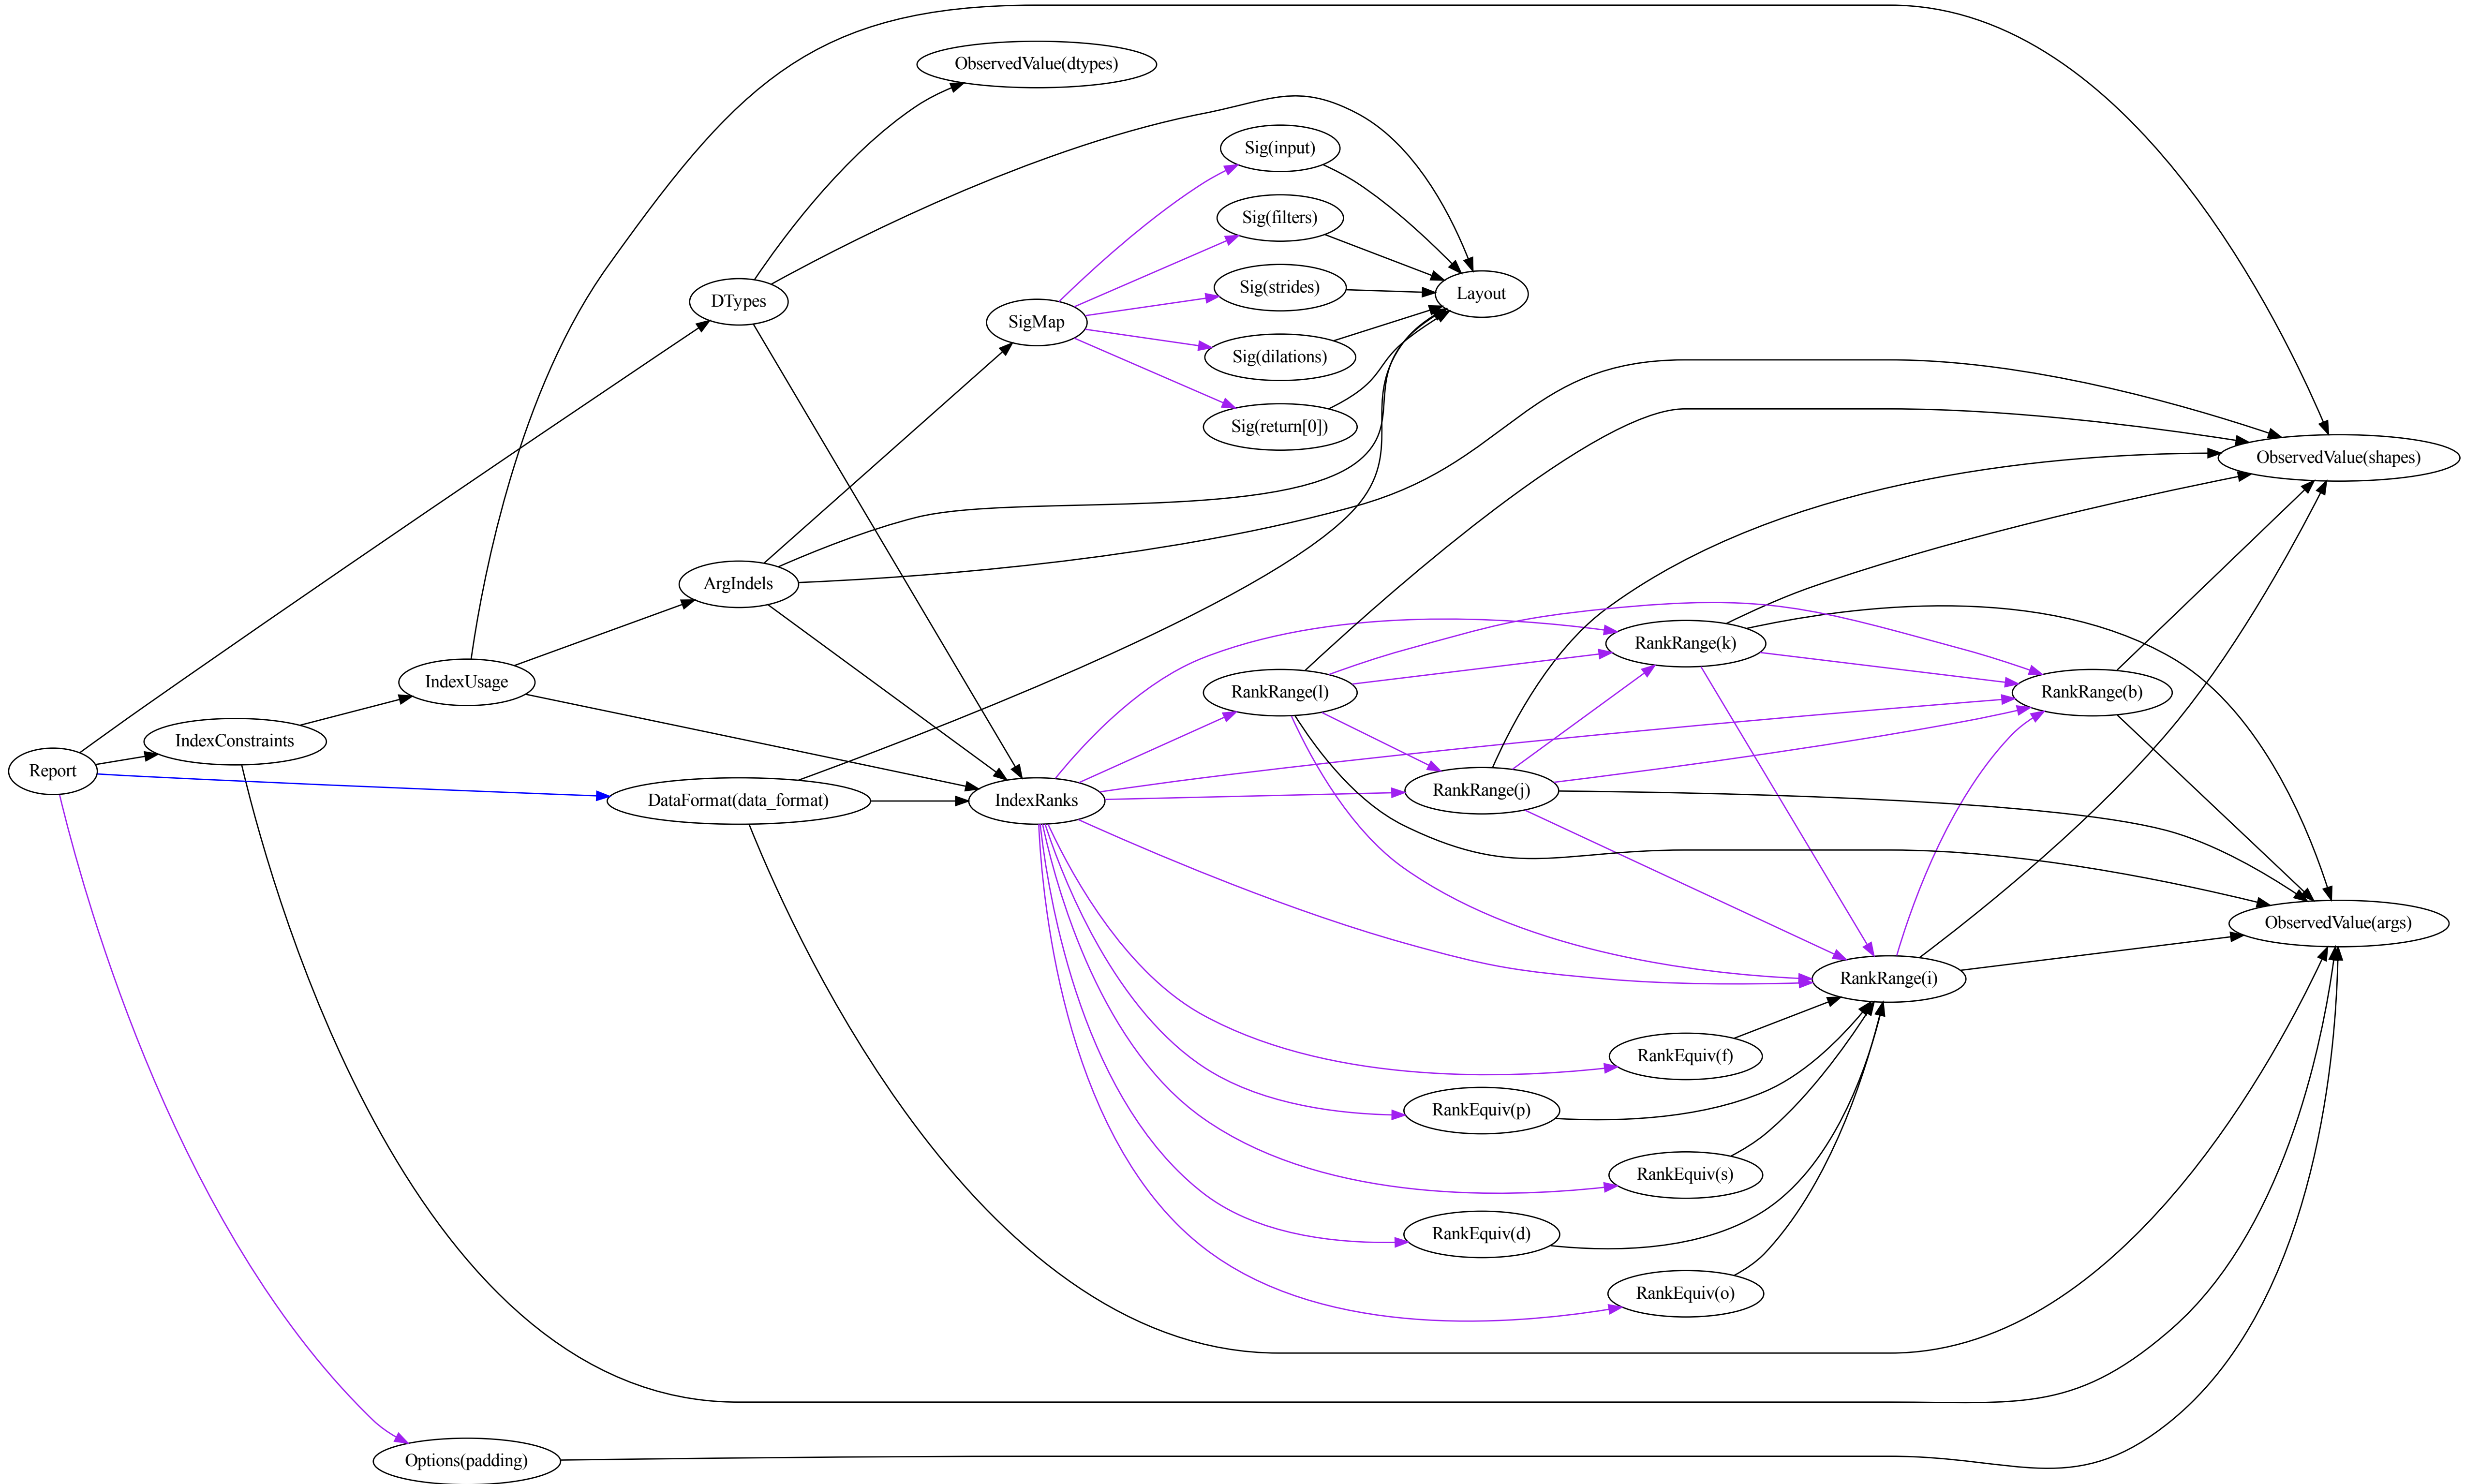 ObservedValue(dtypes)
Sig(input)
Sig(filters)
Sig(strides)
Layout
DTypes
SigMap
Sig(dilations)
Sig(return[0])
ObservedValue(shapes)
ArgIndels
RankRange(k)
IndexUsage
RankRange(l)
RankRange(b)
IndexConstraints
Report
DataFormat(data_format)
IndexRanks
RankRange(j)
ObservedValue(args)
RankRange(i)
RankEquiv(f)
RankEquiv(p)
RankEquiv(s)
RankEquiv(d)
RankEquiv(o)
Options(padding)